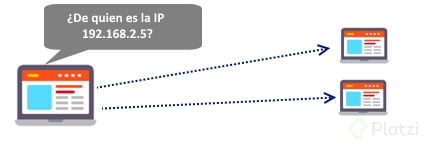 ¿De quien es la IP
192.168.2.5?
Platzi